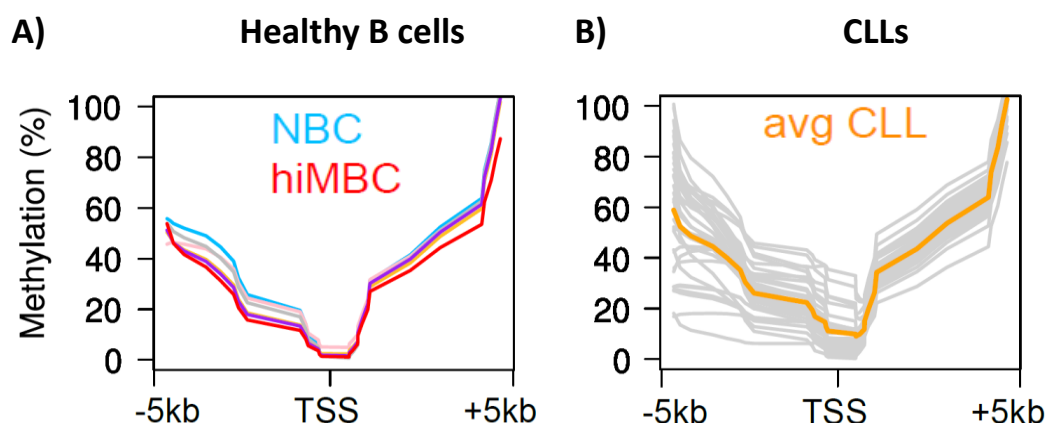 A) Healthy B cells
B) CLLs
Methylation (%)
100
80
60
40
20
0
NBC
hiMBC
-5kb TSS +5kb
100
80
60
40
20
0
avg CLL
-5kb TSS +5kb